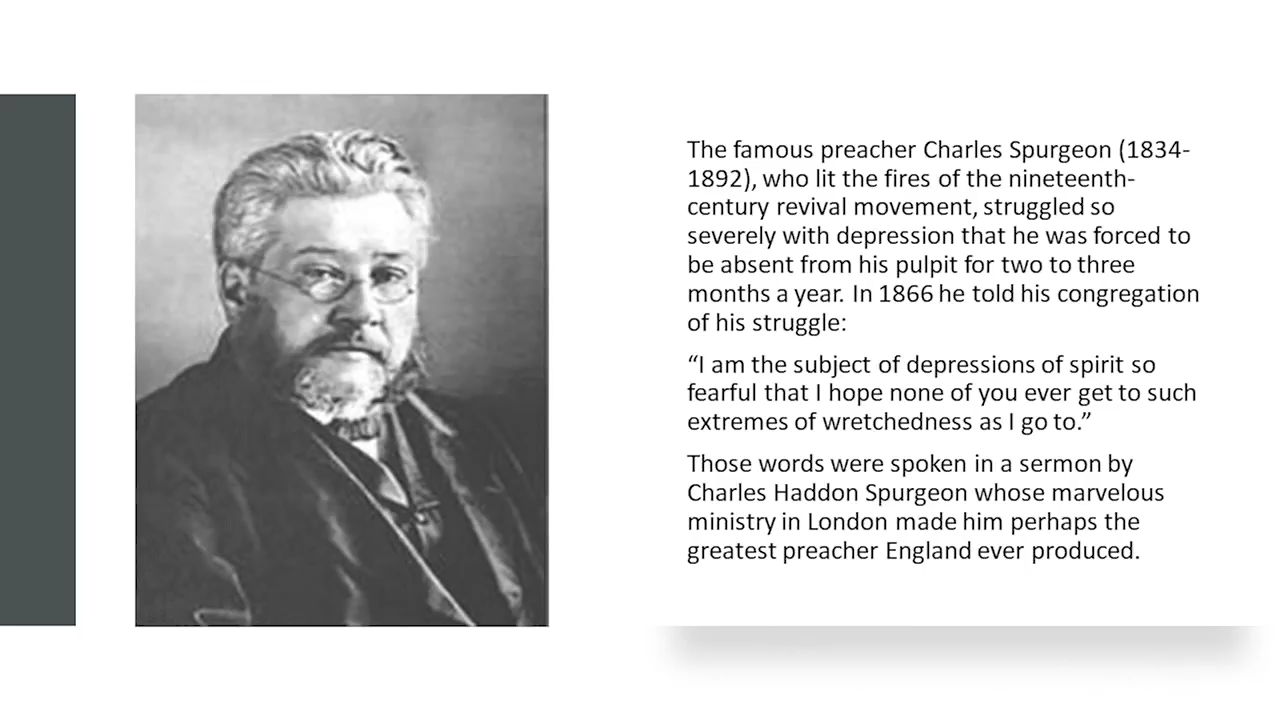 The famous preacher Charles Spurgeon (1834-
1892), who lit the fires of the nineteenth-
century revival movement, struggled so
severely with depression that he was forced to
be absent from his pulpit for two to three
months a year. In 1866 he told his congregation
of his struggle:
“I am the subject of depressions of spirit so
fearful that I hope none of you ever get to such
extremes of wretchedness as I go to.”
Those words were spoken in a sermon by
Charles Haddon Spurgeon whose marvelous
ministry in London made him perhaps the
greatest preacher England ever produced.